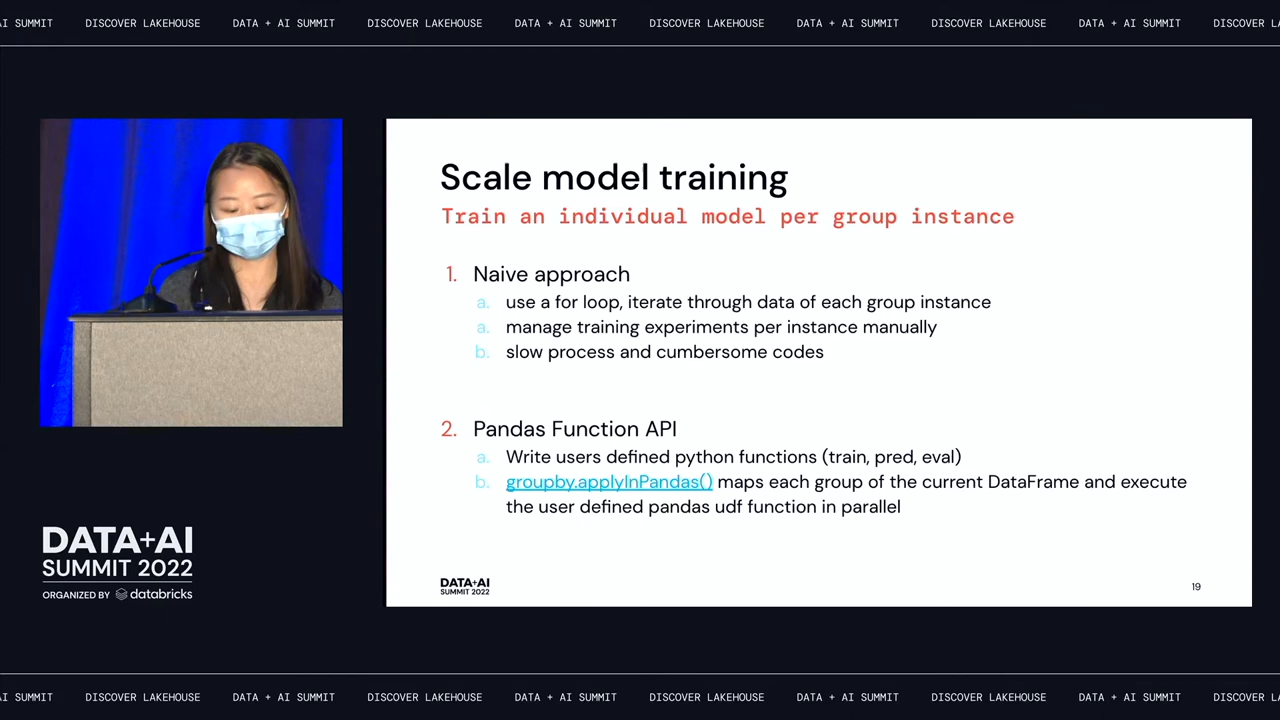 AI SUMMIT DISCOVER LAKEHOUSE DATA + AI SUMMIT DISCOVER LAKEHOUSE DATA + AI SUMMIT DISCOVER LAKEHOUSE DATA + AI SUMMIT DISCOVER LAKEHOUSE DATA + AI SUMMIT DISCOVER LA
Scale model training
Train an individual model per group instance
1. Naive approach
a. use a for loop, iterate through data of each group instance
a. manage training experiments per instance manually
b. slow process and cumbersome codes
2. Pandas Function API
a. Write users defined python functions (train, pred, eval)
b. groupby.applyInPandas() maps each group of the current DataFrame and execute
the user defined pandas udf function in parallel
DATA+AI
SUMMIT 2022
19
DATA+AI
SUMMIT 2022
ORGANIZED BY databricks
AI SUMMIT DISCOVER LAKEHOUSE DATA + AI SUMMIT DISCOVER LAKEHOUSE DATA + AI SUMMIT DISCOVER LAKEHOUSE DATA + AI SUMMIT DISCOVER LAKEHOUSE DATA + AI SUMMIT DISCOVER LA